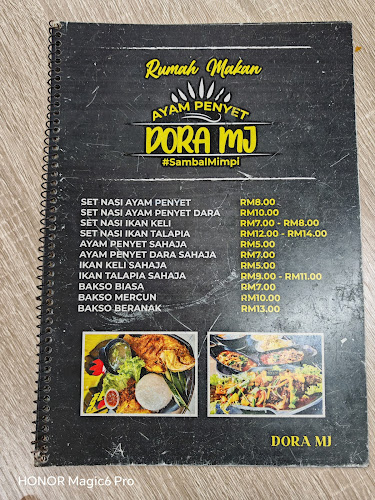 Rumah Makan
AYAM PENYET
DORA MJ
#SambalMimpi
SET NASI AYAM PENYET RM8.00
SET NASI AYAM PENYET DARA RM10.00
SET NASI IKAN KELI RM7.00 - RM8.00
SET NASI IKAN TALAPIA RM12.00 - RM14.00
AYAM PENYET SAHAJA RM5.00
AYAM PENYET DARA SAHAJA RM7.00
IKAN KELI SAHAJA RM5.00
IKAN TALAPIA SAHAJA RM9.00 - RM11.00
BAKSO BIASA RM7.00
BAKSO MERCUN RM10.00
BAKSO BERANAK RM13.00
DORA MJ
HONOR Magic6 Pro